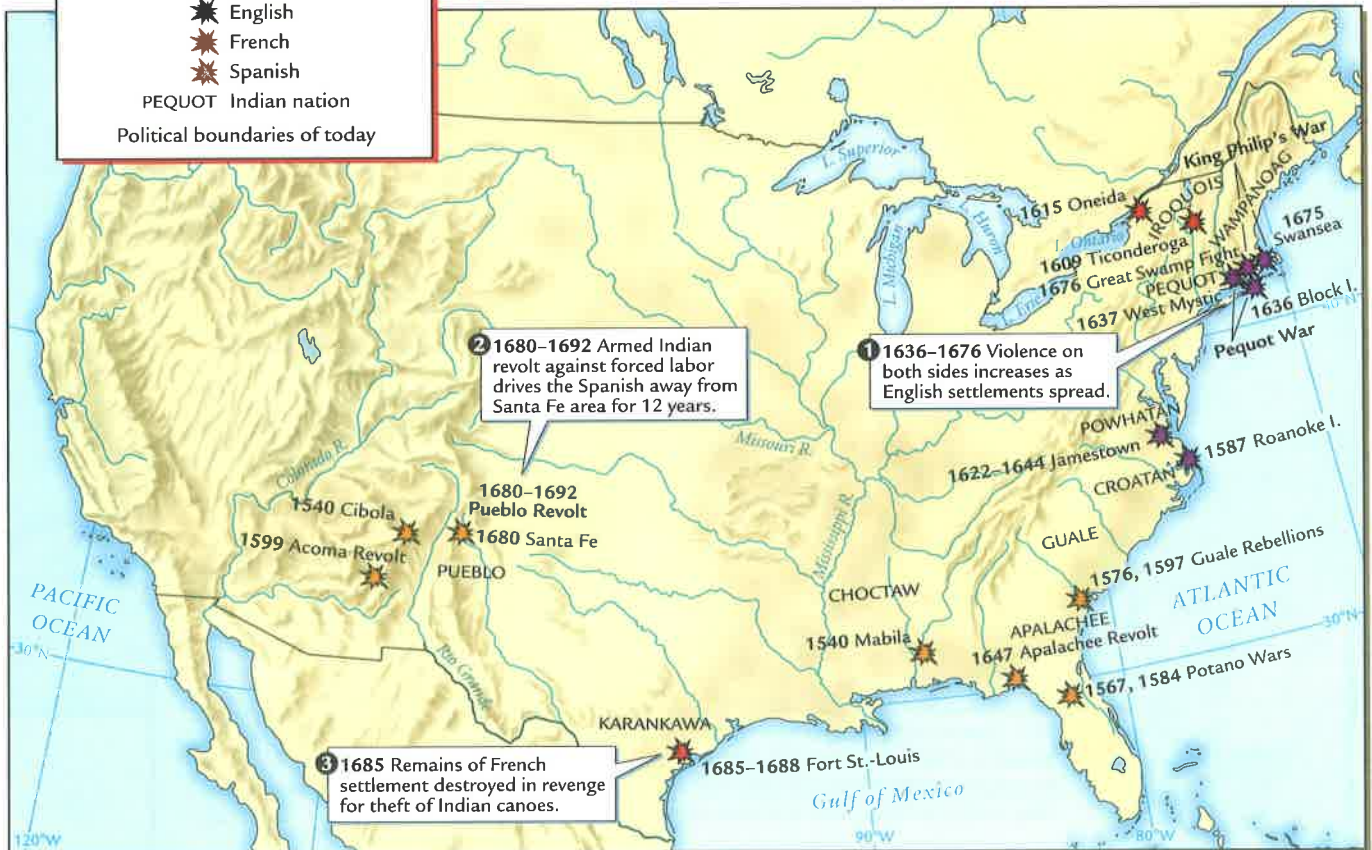 English
French
Spanish
PEQUOT Indian nation
Political boundaries of today
L. Superior
L. Michigan
Huron
L. Ontario
Erie
King Philip's War
1615 Oneida
IROQUOIS
WAMPANOAG
1675
Swansea
1609 Ticonderoga
1676 Great Swamp Fight
PEQUOT
1637 West Mystic
1636 Block I.
40°N
Pequot War
❶ 1636–1676 Violence on
both sides increases as
English settlements spread.
❷ 1680–1692 Armed Indian
revolt against forced labor
drives the Spanish away from
Santa Fe area for 12 years.
POWHATAN
1622–1644 Jamestown
1587 Roanoke I.
CROATAN
Missouri R.
Colorado R.
1680–1692
Pueblo Revolt
1540 Cibola
1680 Santa Fe
1599 Acoma Revolt
PUEBLO
Mississippi R.
GUALE
1576, 1597 Guale Rebellions
CHOCTAW
PACIFIC
OCEAN
ATLANTIC
OCEAN
APALACHEE
1540 Mabila
1647 Apalachee Revolt
30°N
30°N
Rio Grande
1567, 1584 Potano Wars
KARANKAWA
❸ 1685 Remains of French
settlement destroyed in revenge
for theft of Indian canoes.
1685–1688 Fort St.-Louis
Gulf of Mexico
120°W
90°W
80°W